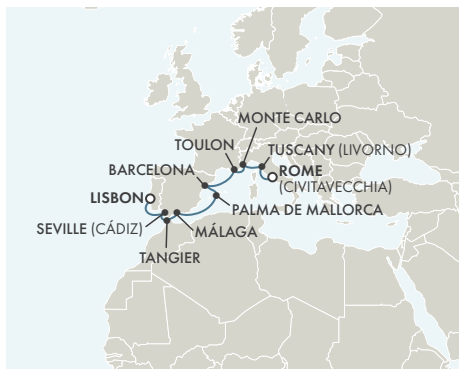 MONTE CARLO
TOULON
TUSCANY (LIVORNO)
BARCELONA
ROME
(CIVITAVECCHIA)
LISBON
PALMA DE MALLORCA
SEVILLE (CÁDIZ)
MÁLAGA
TANGIER